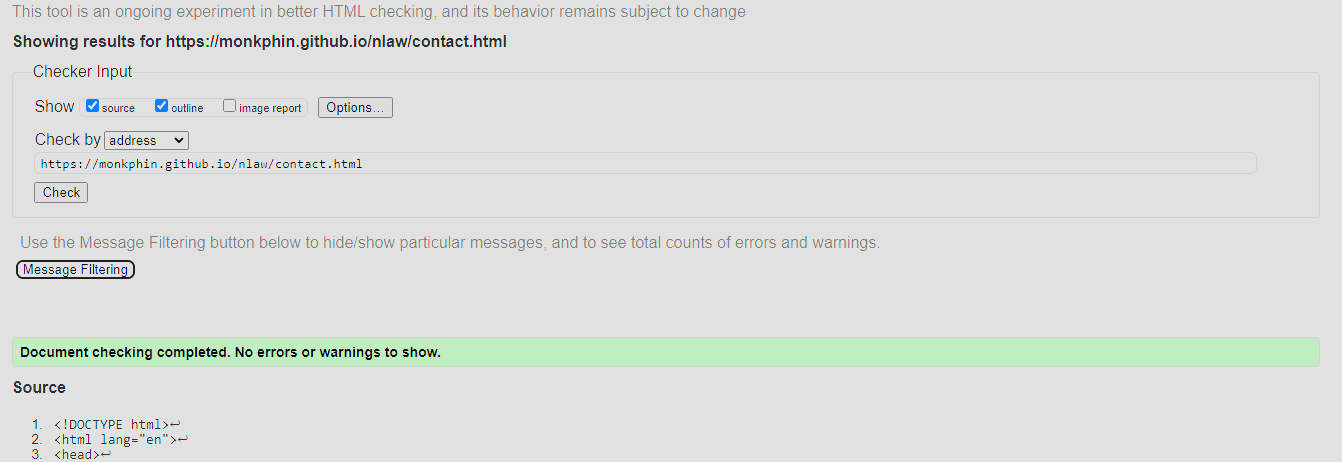 This tool is an ongoing experiment in better HTML checking, and its behavior remains subject to change
Showing results for https://monkphin.github.io/nlaw/contact.html
Checker Input
Show source outline image report Options...
Check by address
https://monkphin.github.io/nlaw/contact.html
Check
Use the Message Filtering button below to hide/show particular messages, and to see total counts of errors and warnings.
Message Filtering
Document checking completed. No errors or warnings to show.
Source
1. <!DOCTYPE html>↩
2. <html lang="en">↩
3. <head>↩